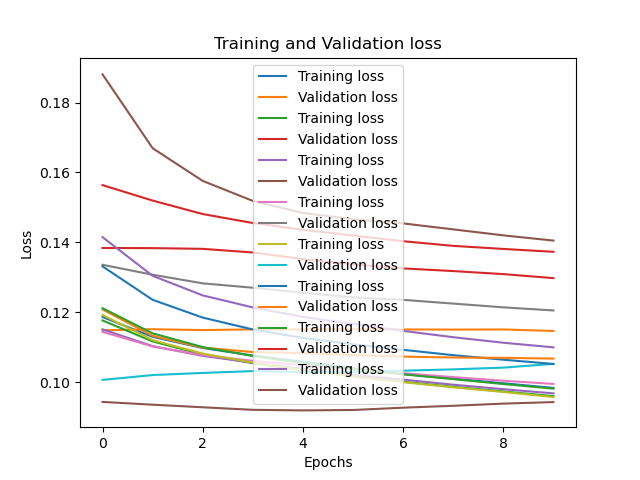 Training and Validation loss
Training loss
Validation loss
Training loss
Validation loss
Training loss
Validation loss
Training loss
Validation loss
Training loss
Validation loss
Training loss
Validation loss
Training loss
Validation loss
Training loss
Validation loss
0.18
0.16
0.14
0.12
0.10
Loss
0 2 4 6 8
Epochs